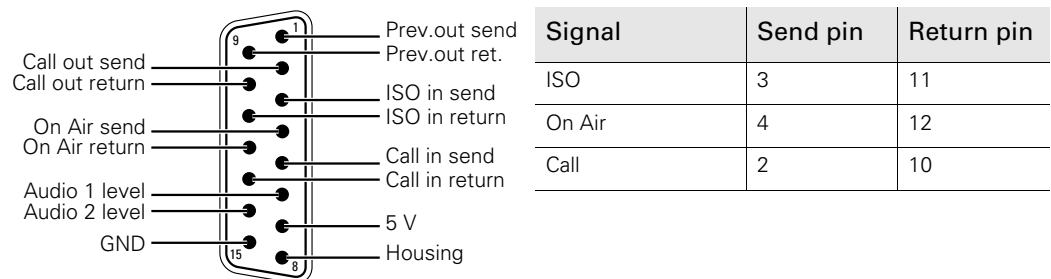 Call out send
Call out return
On Air send
On Air return
Audio 1 level
Audio 2 level
GND
1
9
15
8
Prev.out send
Prev.out ret.
ISO in send
ISO in return
Call in send
Call in return
5 V
Housing
Signal Send pin Return pin
ISO 3 11
On Air 4 12
Call 2 10